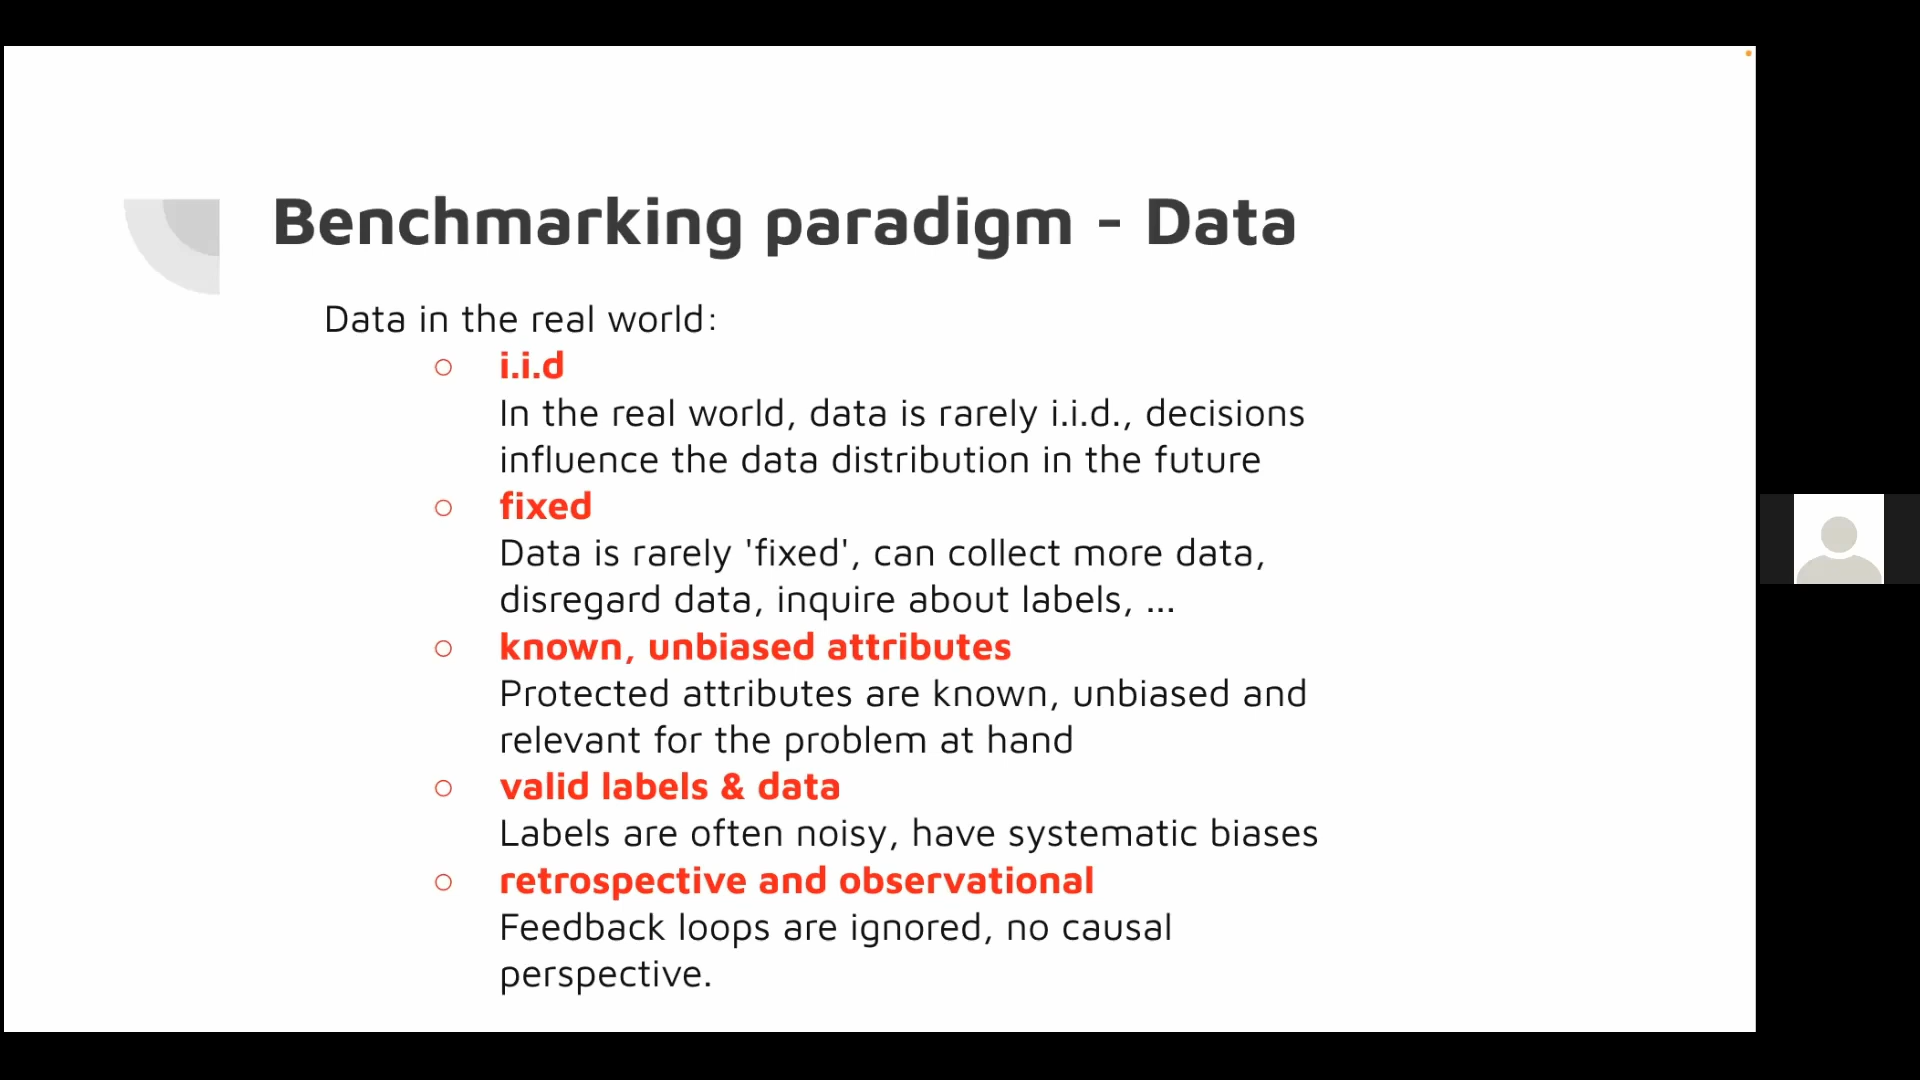 Benchmarking paradigm - Data
Data in the real world:
i.i.d
In the real world, data is rarely i.i.d., decisions
influence the data distribution in the future
fixed
Data is rarely 'fixed', can collect more data,
disregard data, inquire about labels, ...
known, unbiased attributes
Protected attributes are known, unbiased and
relevant for the problem at hand
valid labels & data
Labels are often noisy, have systematic biases
retrospective and observational
Feedback loops are ignored, no causal
perspective.